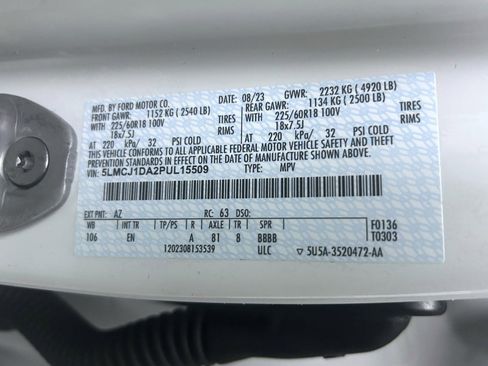 MFD. BY FORD MOTOR CO. DATE: 08/23 GVWR: 2232 KG ( 4920 LB)
FRONT GAWR: 1152 KG ( 2540 LB) REAR GAWR: 1134 KG ( 2500 LB)
WITH 225/60R18 100V TIRES WITH 225/60R18 100V TIRES
18x7.5J RIMS 18x7.5J RIMS
AT 220 kPa/ 32 PSI COLD AT 220 kPa/ 32 PSI COLD
THIS VEHICLE CONFORMS TO ALL APPLICABLE FEDERAL MOTOR VEHICLE SAFETY
AND THEFT PREVENTION STANDARDS IN EFFECT ON THE DATE OF MANUFACTURE SHOWN ABOVE.
VIN: 5LMCJ1DA2PUL15509 TYPE: MPV
EXT PNT: AZ RC: 63 DSO: F0136
WB INT TR TP/PS R A TR SPR T0303
106 EN A 81 8 BBBB
1202308153539 ULC ▽ 5U5A-3520472-AA